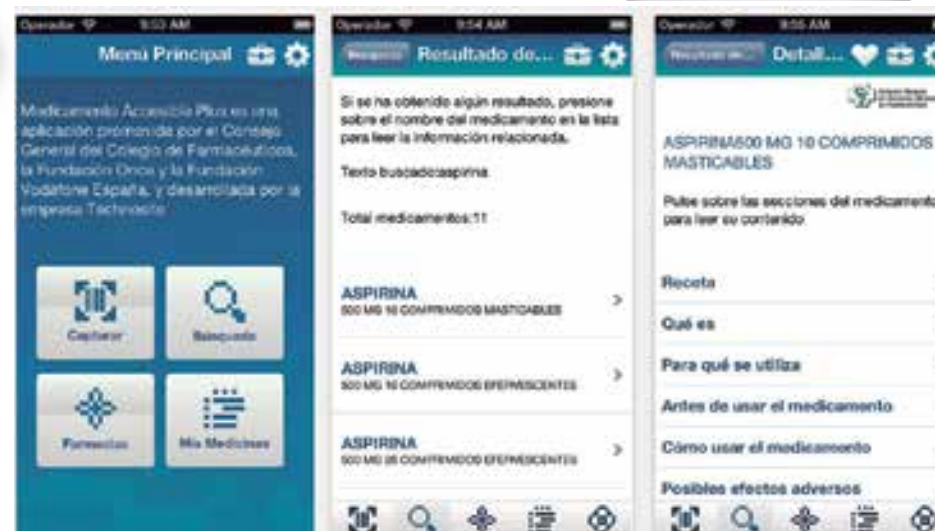 Operador 9:53 AM
Menú Principal
Medicamento Accesible Plus es una
aplicación promovida por el Consejo
General del Colegio de Farmacéuticos,
la Fundación Once y la Fundación
Vodafone España, y desarrollada por la
empresa Technosite
Capturar
Búsqueda
Farmacias
Mis Medicinas
Operador 9:54 AM
Resultado de...
Si se ha obtenido algún resultado, presione
sobre el nombre del medicamento en la lista
para leer la información relacionada.
Texto buscado:aspirina
Total medicamentos:11
ASPIRINA
500 MG 10 COMPRIMIDOS MASTICABLES
ASPIRINA
500 MG 10 COMPRIMIDOS EFERVESCENTES
ASPIRINA
500 MG 20 COMPRIMIDOS EFERVESCENTES
Operador 9:55 AM
Resultado de... Detall...
ASPIRINA500 MG 10 COMPRIMIDOS
MASTICABLES
Pulse sobre las secciones del medicamento
para leer su contenido
Receta
Qué es
Para qué se utiliza
Antes de usar el medicamento
Cómo usar el medicamento
Posibles efectos adversos